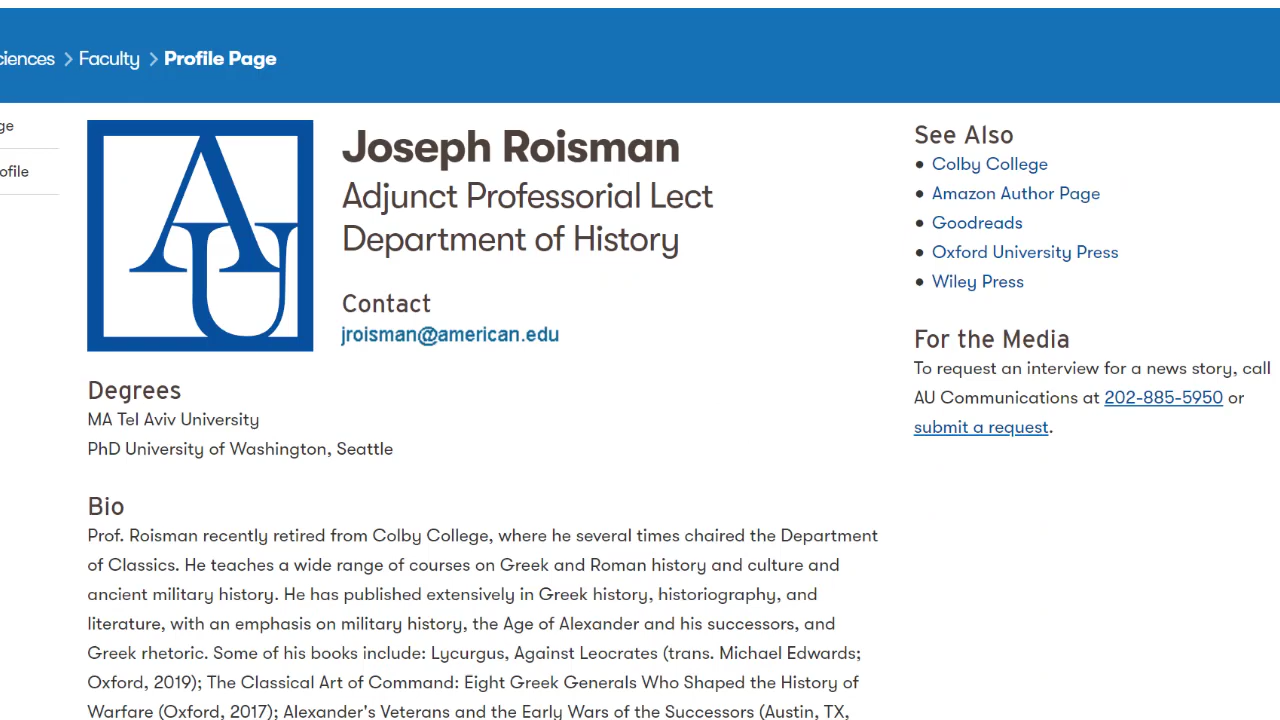 ciences > Faculty > Profile Page
ge
ofile
AU
Joseph Roisman
Adjunct Professorial Lect
Department of History
Contact
jroisman@american.edu
Degrees
MA Tel Aviv University
PhD University of Washington, Seattle
Bio
Prof. Roisman recently retired from Colby College, where he several times chaired the Department
of Classics. He teaches a wide range of courses on Greek and Roman history and culture and
ancient military history. He has published extensively in Greek history, historiography, and
literature, with an emphasis on military history, the Age of Alexander and his successors, and
Greek rhetoric. Some of his books include: Lycurgus, Against Leocrates (trans. Michael Edwards;
Oxford, 2019); The Classical Art of Command: Eight Greek Generals Who Shaped the History of
Warfare (Oxford, 2017); Alexander's Veterans and the Early Wars of the Successors (Austin, TX,
See Also
• Colby College
• Amazon Author Page
• Goodreads
• Oxford University Press
• Wiley Press
For the Media
To request an interview for a news story, call
AU Communications at 202-885-5950 or
submit a request.